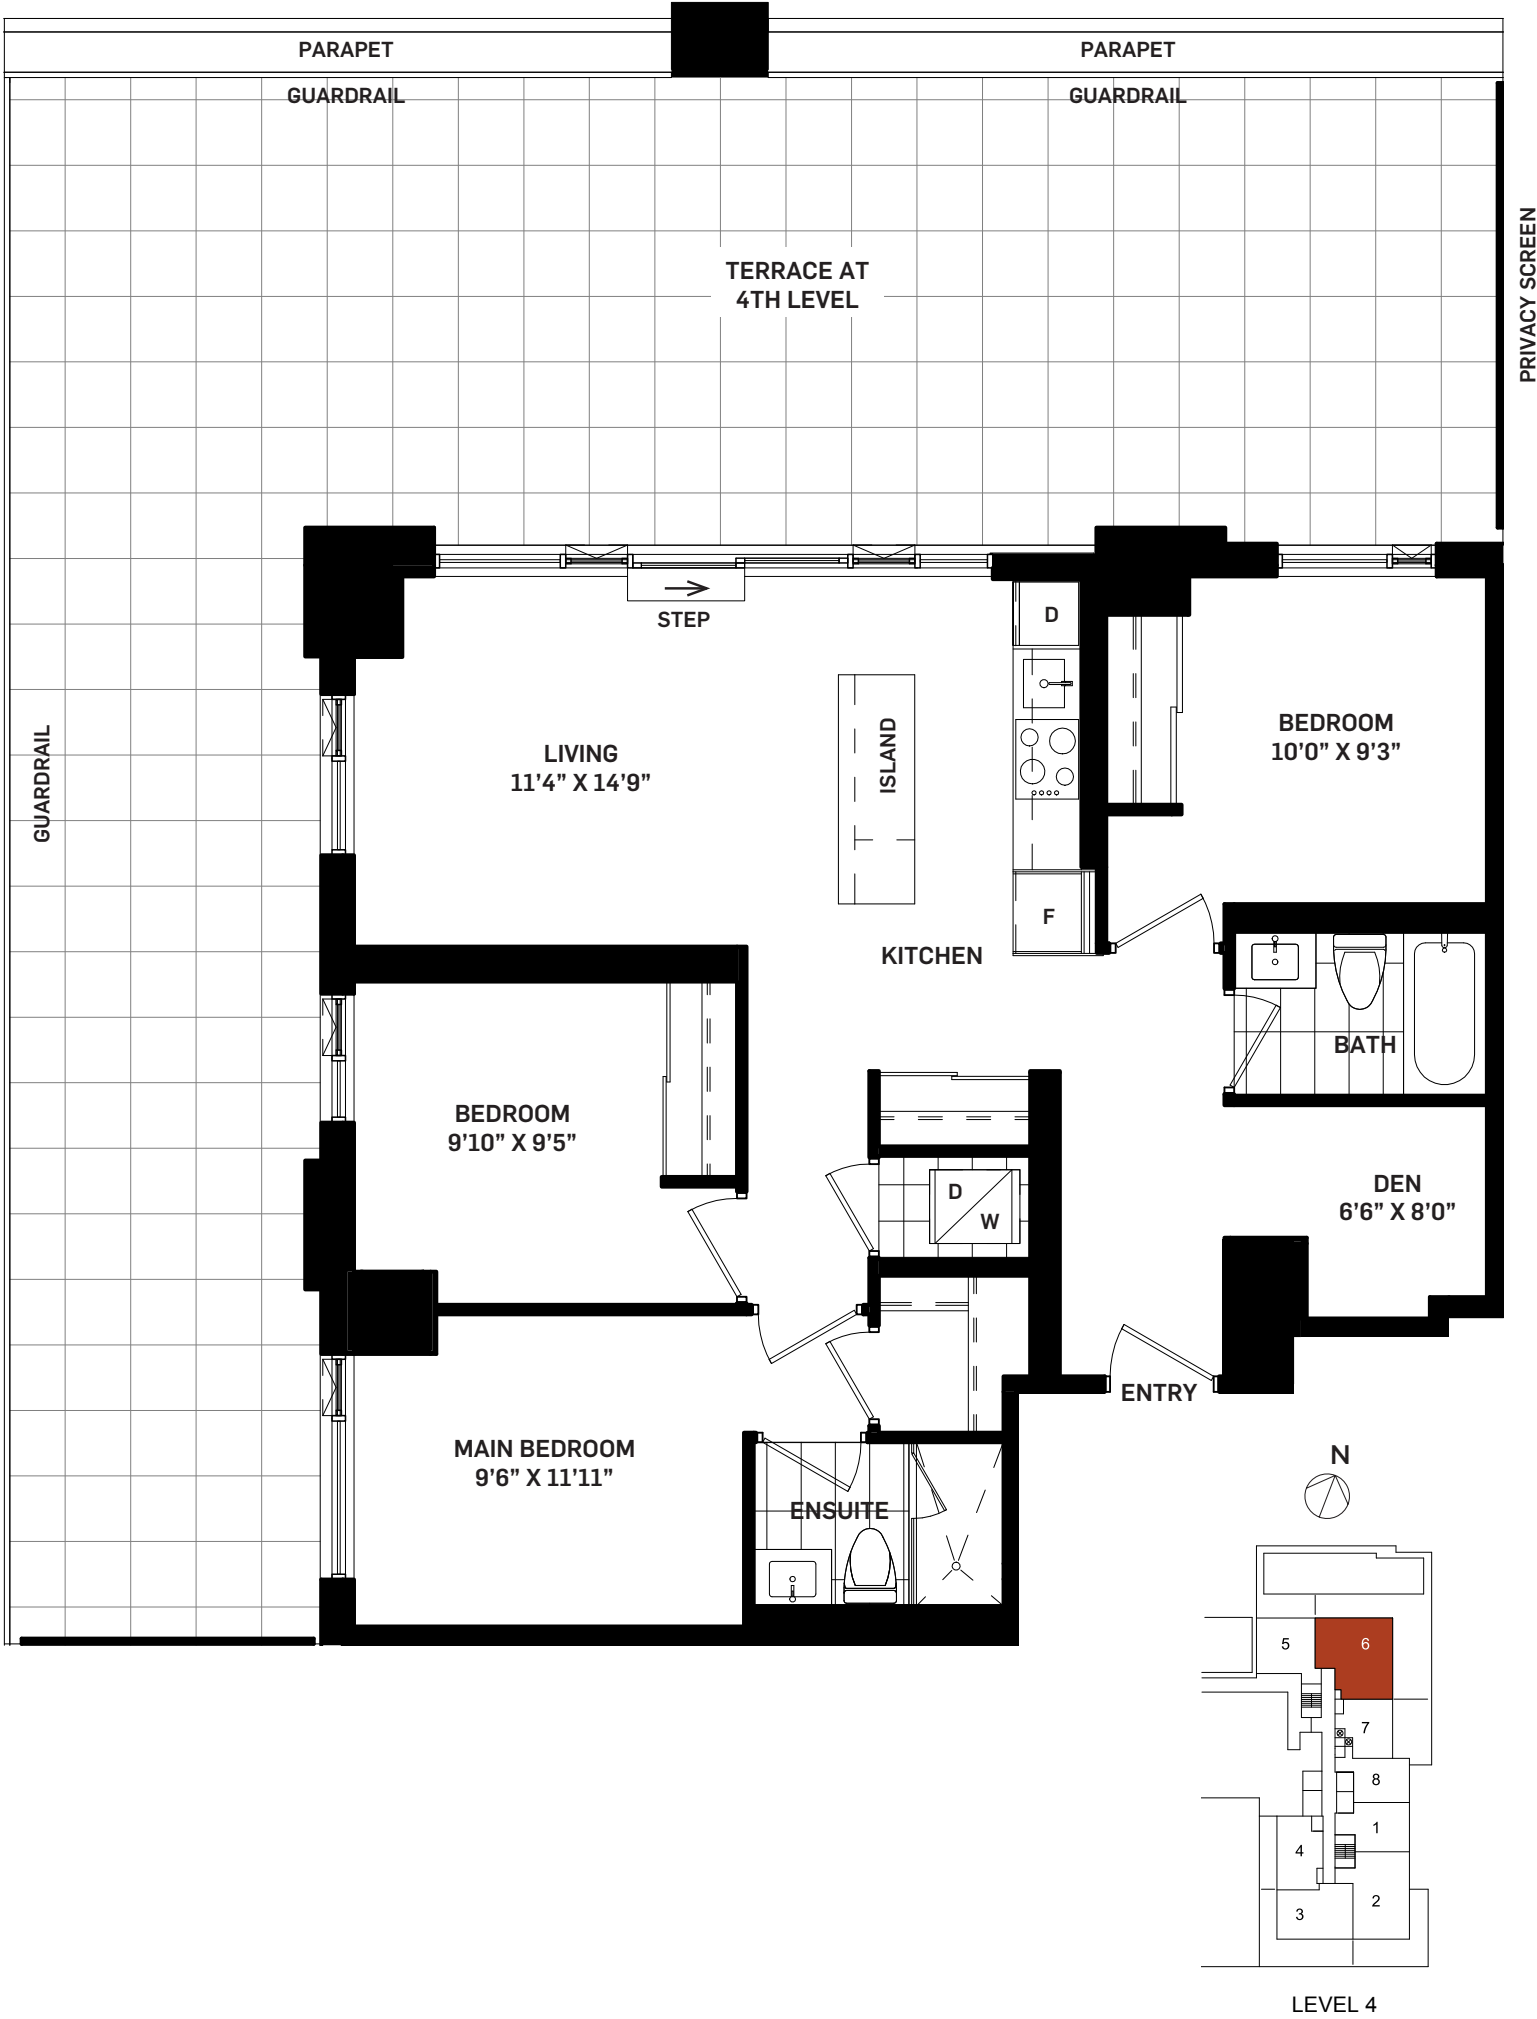 PARAPET
PARAPET
GUARDRAIL
GUARDRAIL
PRIVACY SCREEN
TERRACE AT
4TH LEVEL
STEP
D
GUARDRAIL
LIVING
11’4” X 14’9”
ISLAND
BEDROOM
10’0” X 9’3”
F
KITCHEN
BATH
BEDROOM
9’10” X 9’5”
D
W
DEN
6’6” X 8’0”
ENTRY
MAIN BEDROOM
9’6” X 11’11”
ENSUITE
N
5
6
7
8
1
4
2
3
LEVEL 4